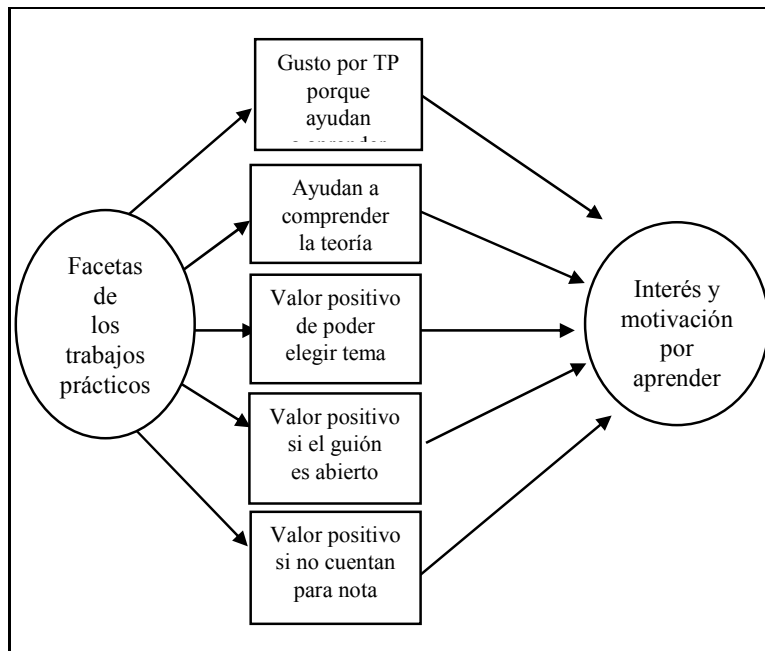 Gusto por TP
porque
ayudan
Facetas
de
los
trabajos
prácticos
Ayudan a
comprender
la teoría
Valor positivo
de poder
elegir tema
Valor positivo
si el guión
es abierto
Valor positivo
si no cuentan
para nota
Interés y
motivación
por
aprender